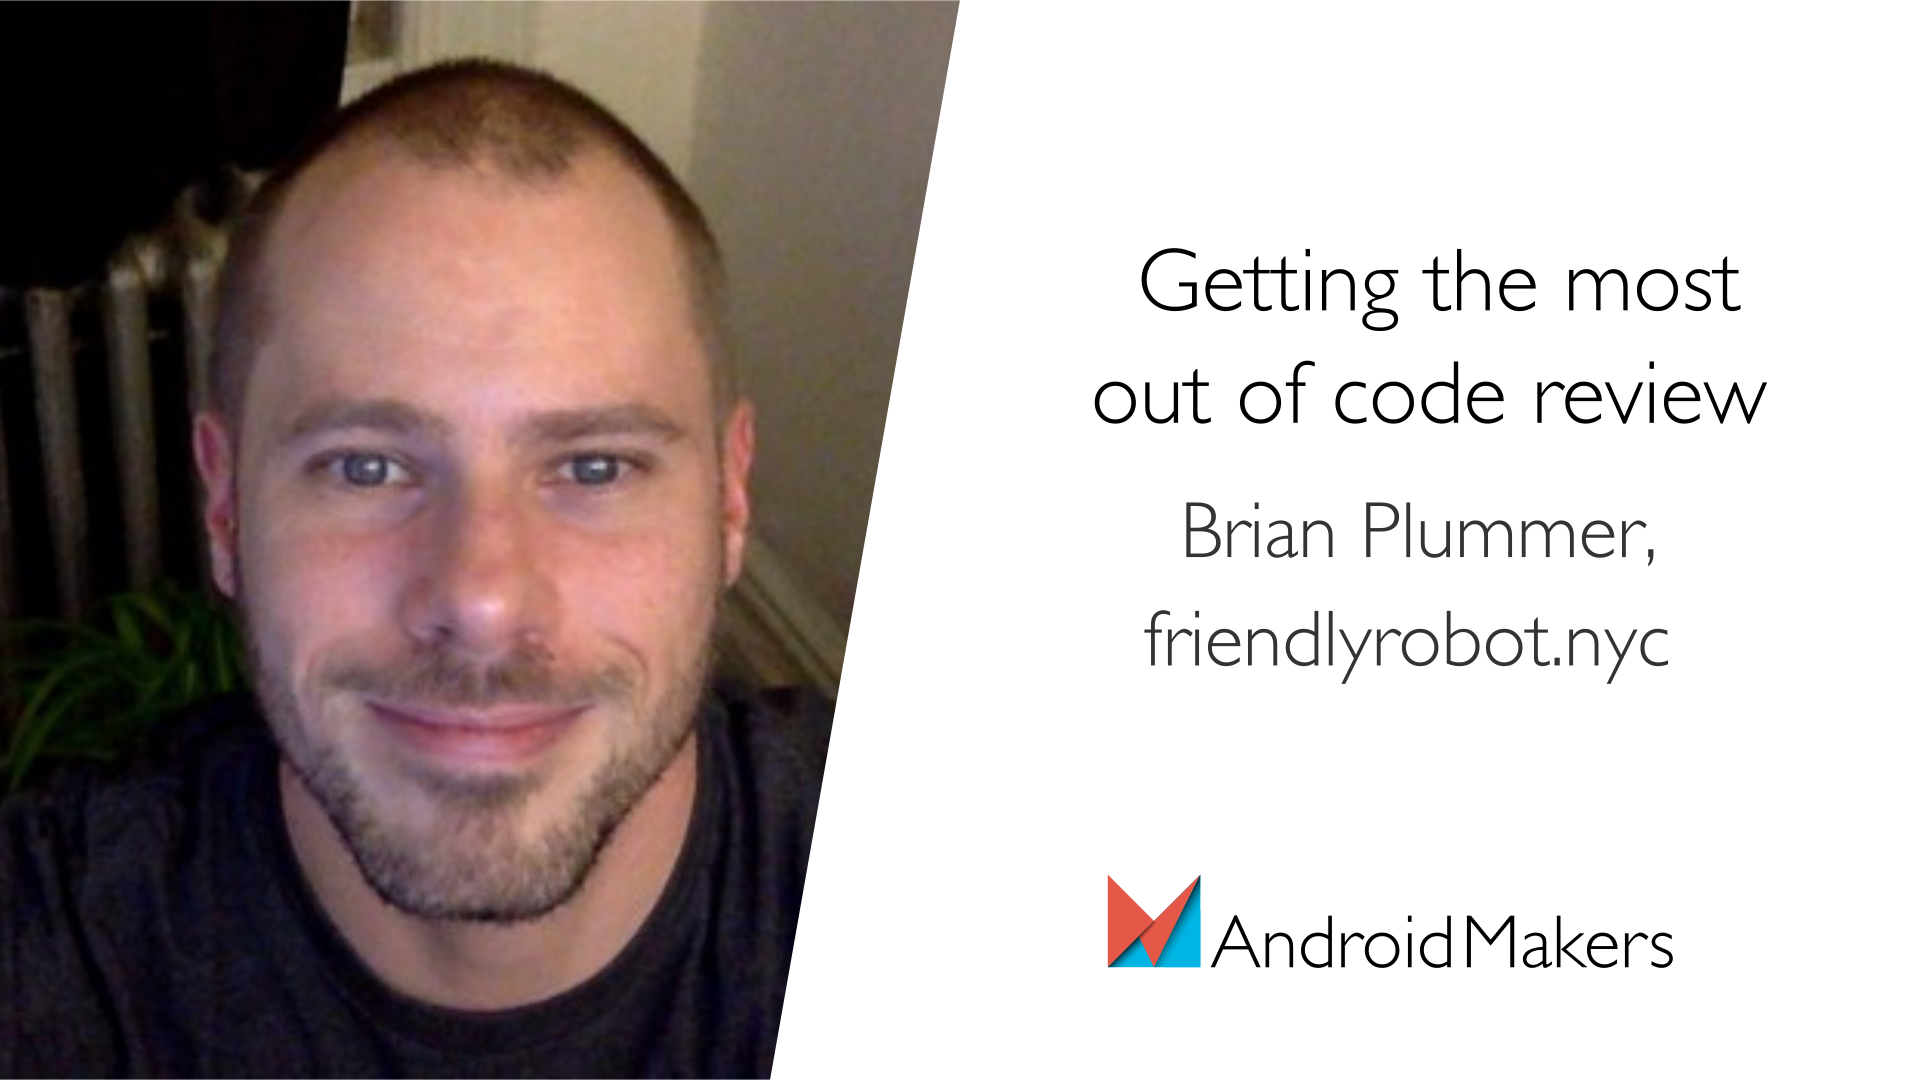 Getting the most
out of code review
Brian Plummer,
friendlyrobot.nyc
AndroidMakers